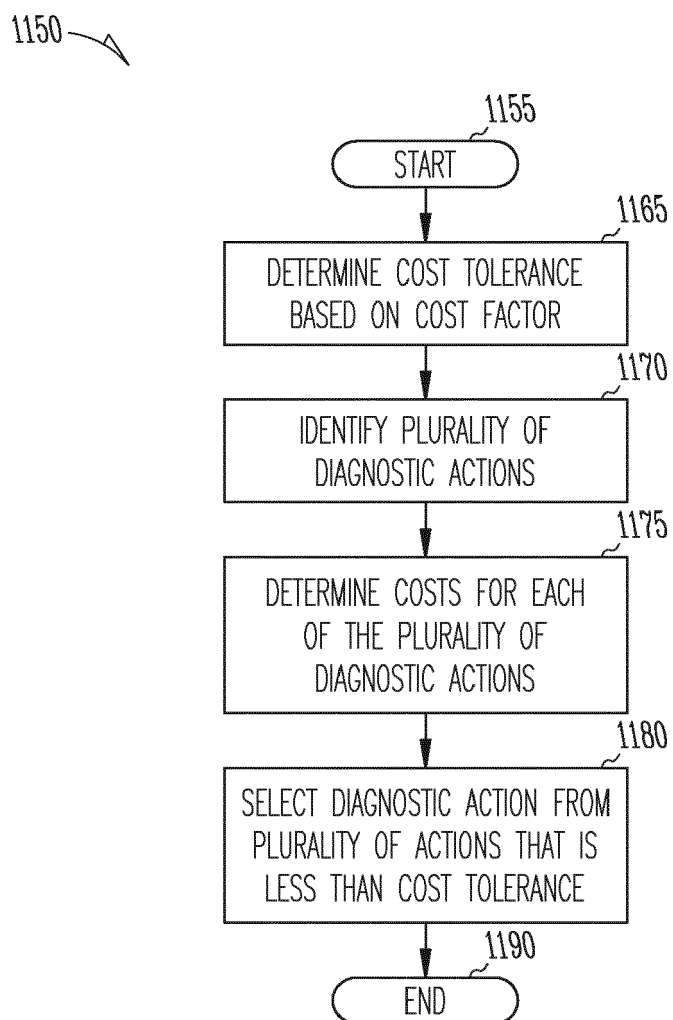 1150
1155
START
1165
DETERMINE COST TOLERANCE
BASED ON COST FACTOR
1170
IDENTIFY PLURALITY OF
DIAGNOSTIC ACTIONS
1175
DETERMINE COSTS FOR EACH
OF THE PLURALITY OF
DIAGNOSTIC ACTIONS
1180
SELECT DIAGNOSTIC ACTION FROM
PLURALITY OF ACTIONS THAT IS
LESS THAN COST TOLERANCE
1190
END